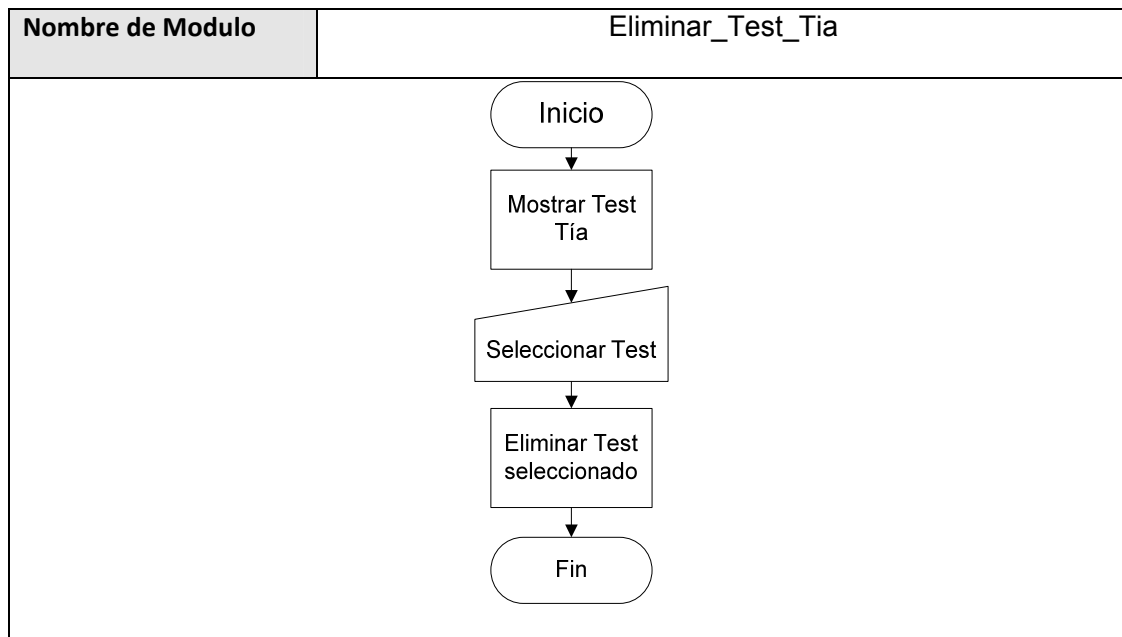 Nombre de Modulo
Eliminar_Test_Tia
Inicio
Mostrar Test
Tía
Seleccionar Test
Eliminar Test
seleccionado
Fin